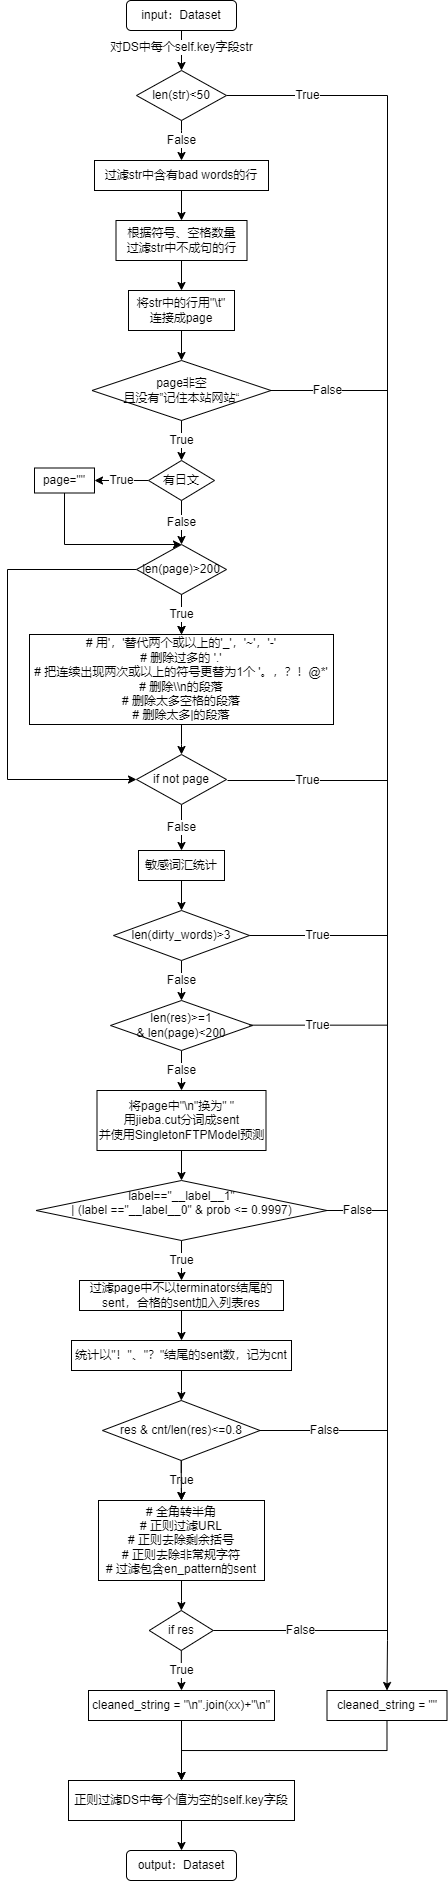 input：Dataset
对DS中每个self.key字段str
len(str)<50
True
False
过滤str中含有bad words的行
根据符号、空格数量
过滤str中不成句的行
将str中的行用"\t"
连接成page
page非空
且没有”记住本站网站“
False
True
有日文
True
page=""
False
len(page)>200
True
# 用'，'替代两个或以上的'_'，'~'，'-'
# 删除过多的 '.'
# 把连续出现两次或以上的符号更替为1个 '。，？！@*'
# 删除\\n的段落
# 删除太多空格的段落
# 删除太多|的段落
if not page
True
False
敏感词汇统计
len(dirty_words)>3
True
False
len(res)>=1
& len(page)<200
True
False
将page中"\n"换为" "
用jieba.cut分词成sent
并使用SingletonFTPModel预测
label=="__label__1"
| (label =="__label__0" & prob <= 0.9997)
False
True
过滤page中不以terminators结尾的
sent，合格的sent加入列表res
统计以"！"、"？"结尾的sent数，记为cnt
res & cnt/len(res)<=0.8
False
True
# 全角转半角
# 正则过滤URL
# 正则去除剩余括号
# 正则去除非常规字符
# 过滤包含en_pattern的sent
if res
False
True
cleaned_string = "\n".join(xx)+"\n"
cleaned_string = ""
正则过滤DS中每个值为空的self.key字段
output：Dataset